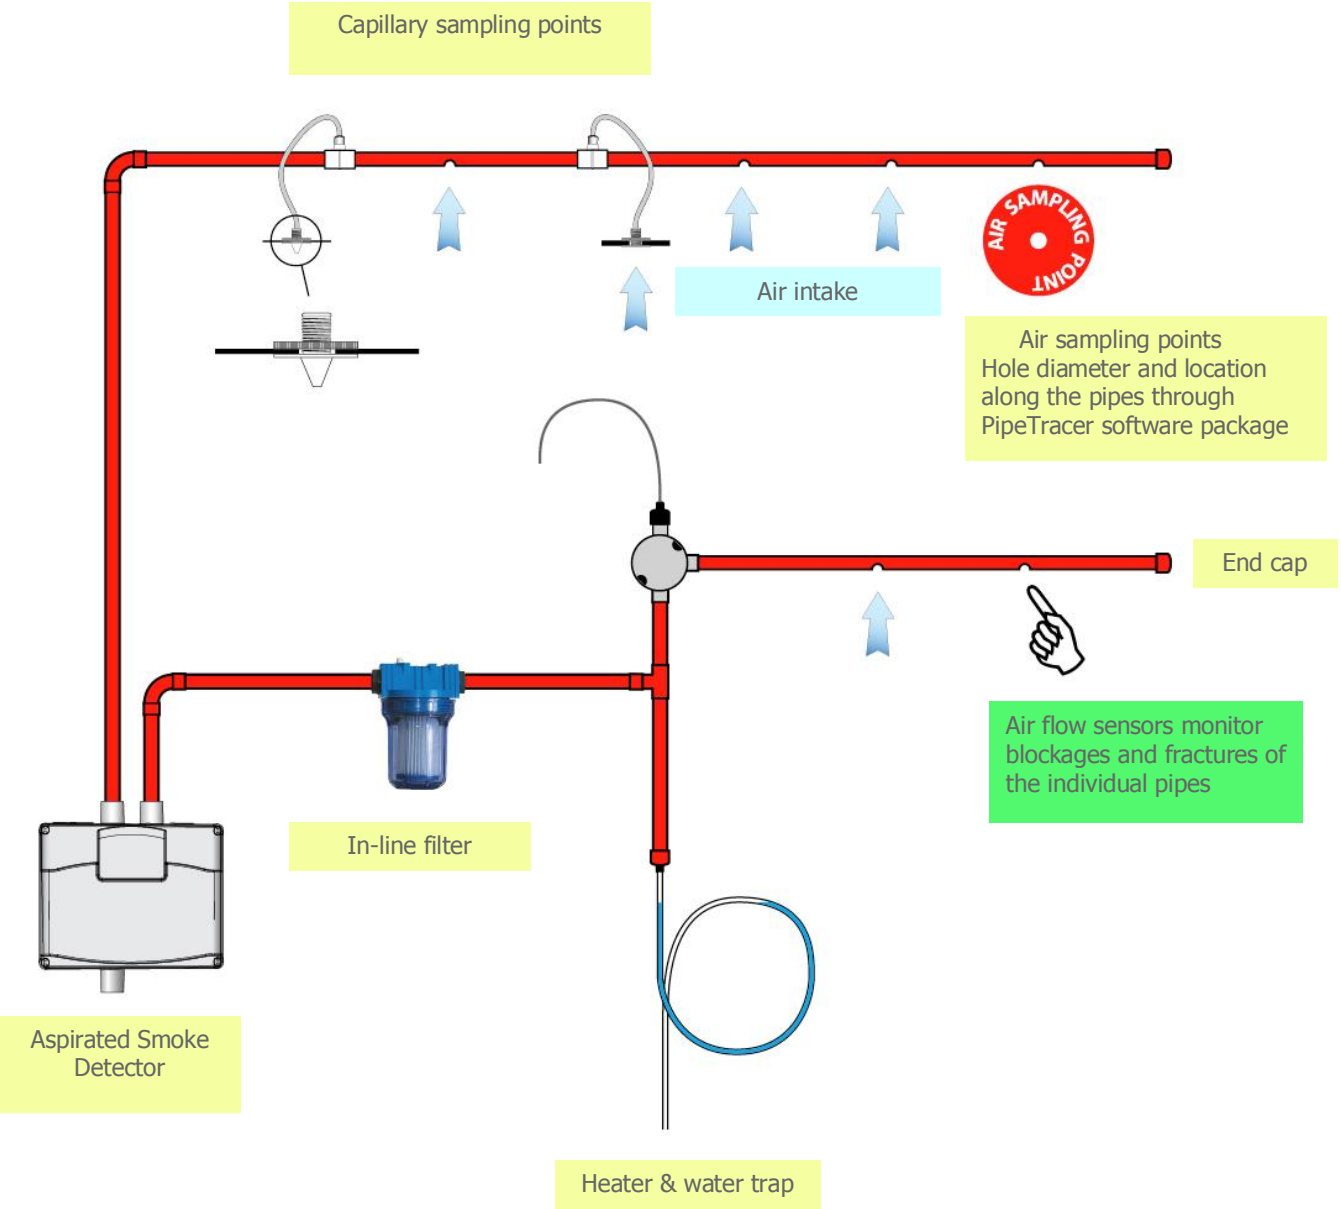 Capillary sampling points
AIR SAMPLING POINT
Air intake
Air sampling points
Hole diameter and location
along the pipes through
PipeTracer software package
End cap
Air flow sensors monitor
blockages and fractures of
the individual pipes
In-line filter
Aspirated Smoke
Detector
Heater & water trap